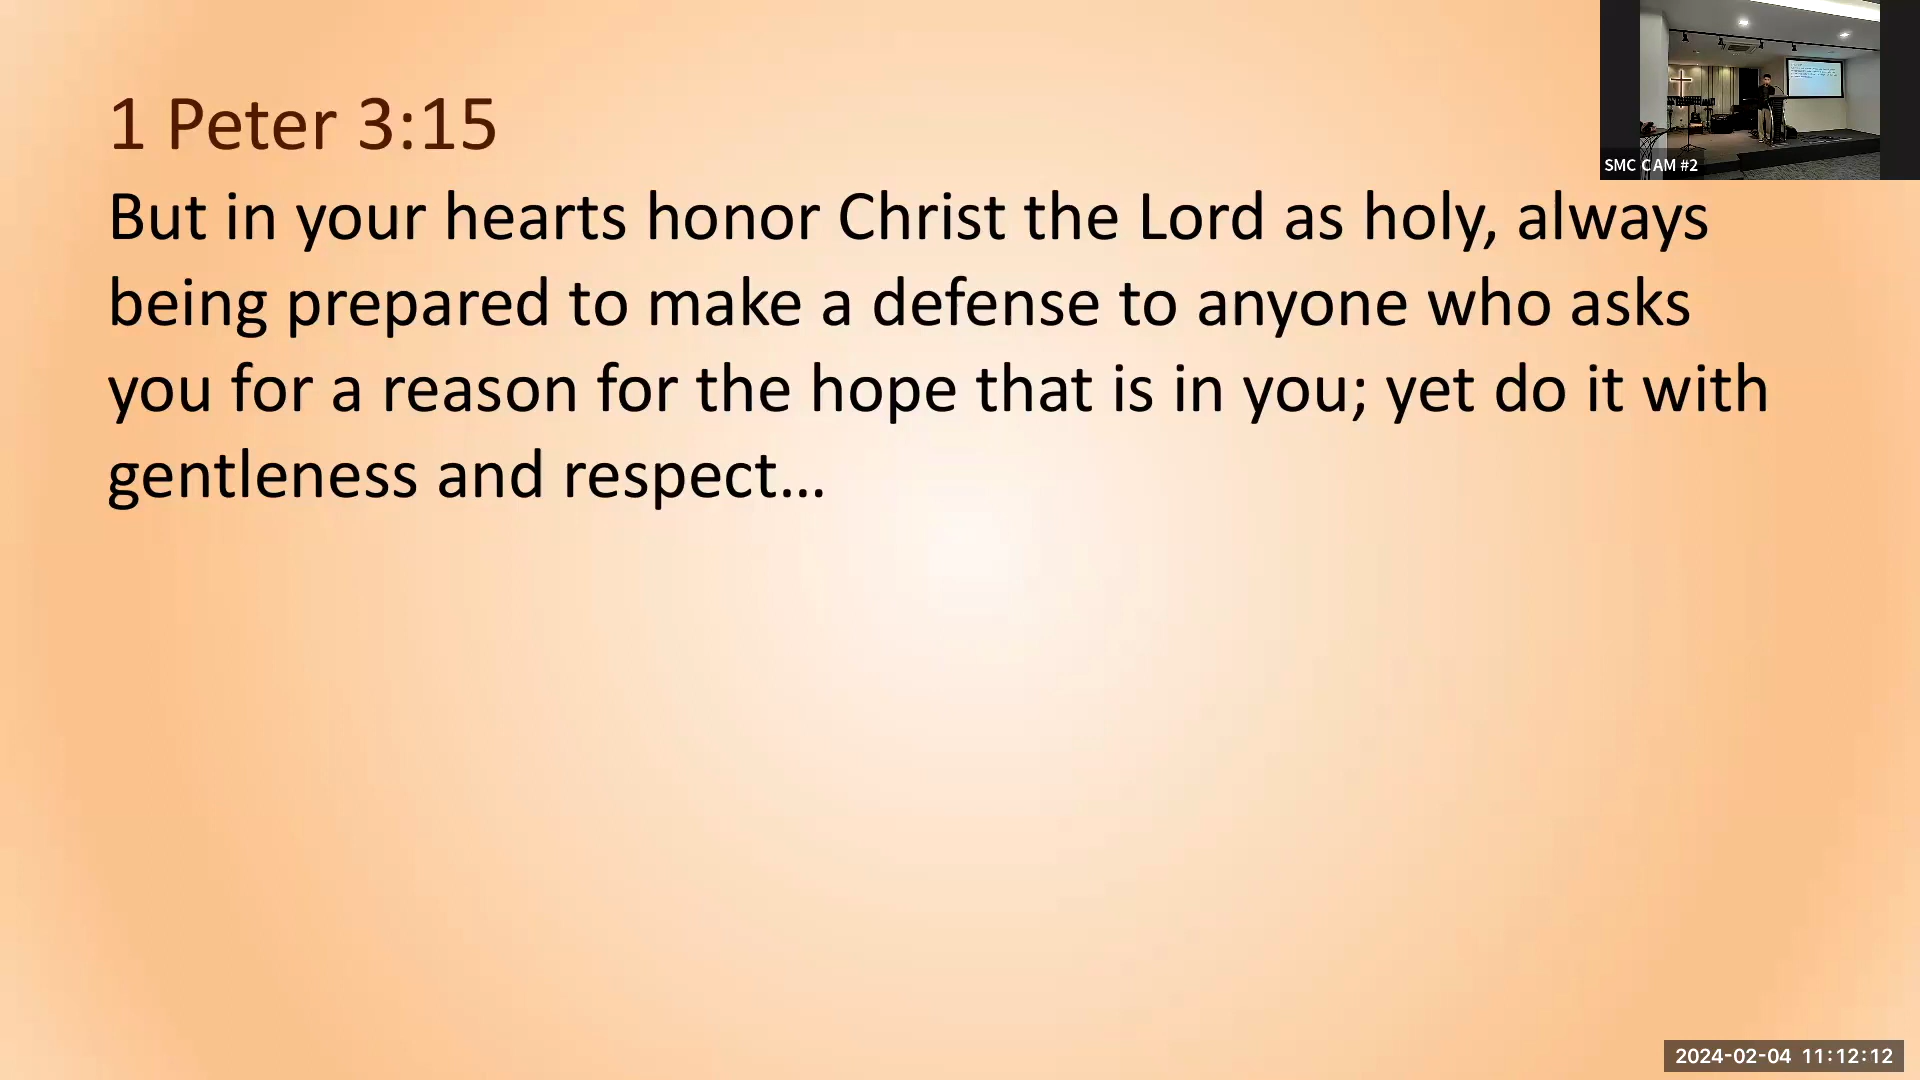 1 Peter 3:15
But in your hearts honor Christ the Lord as holy, always
being prepared to make a defense to anyone who asks
you for a reason for the hope that is in you; yet do it with
gentleness and respect...
SMC CAM #2
2024-02-04 11:12:12